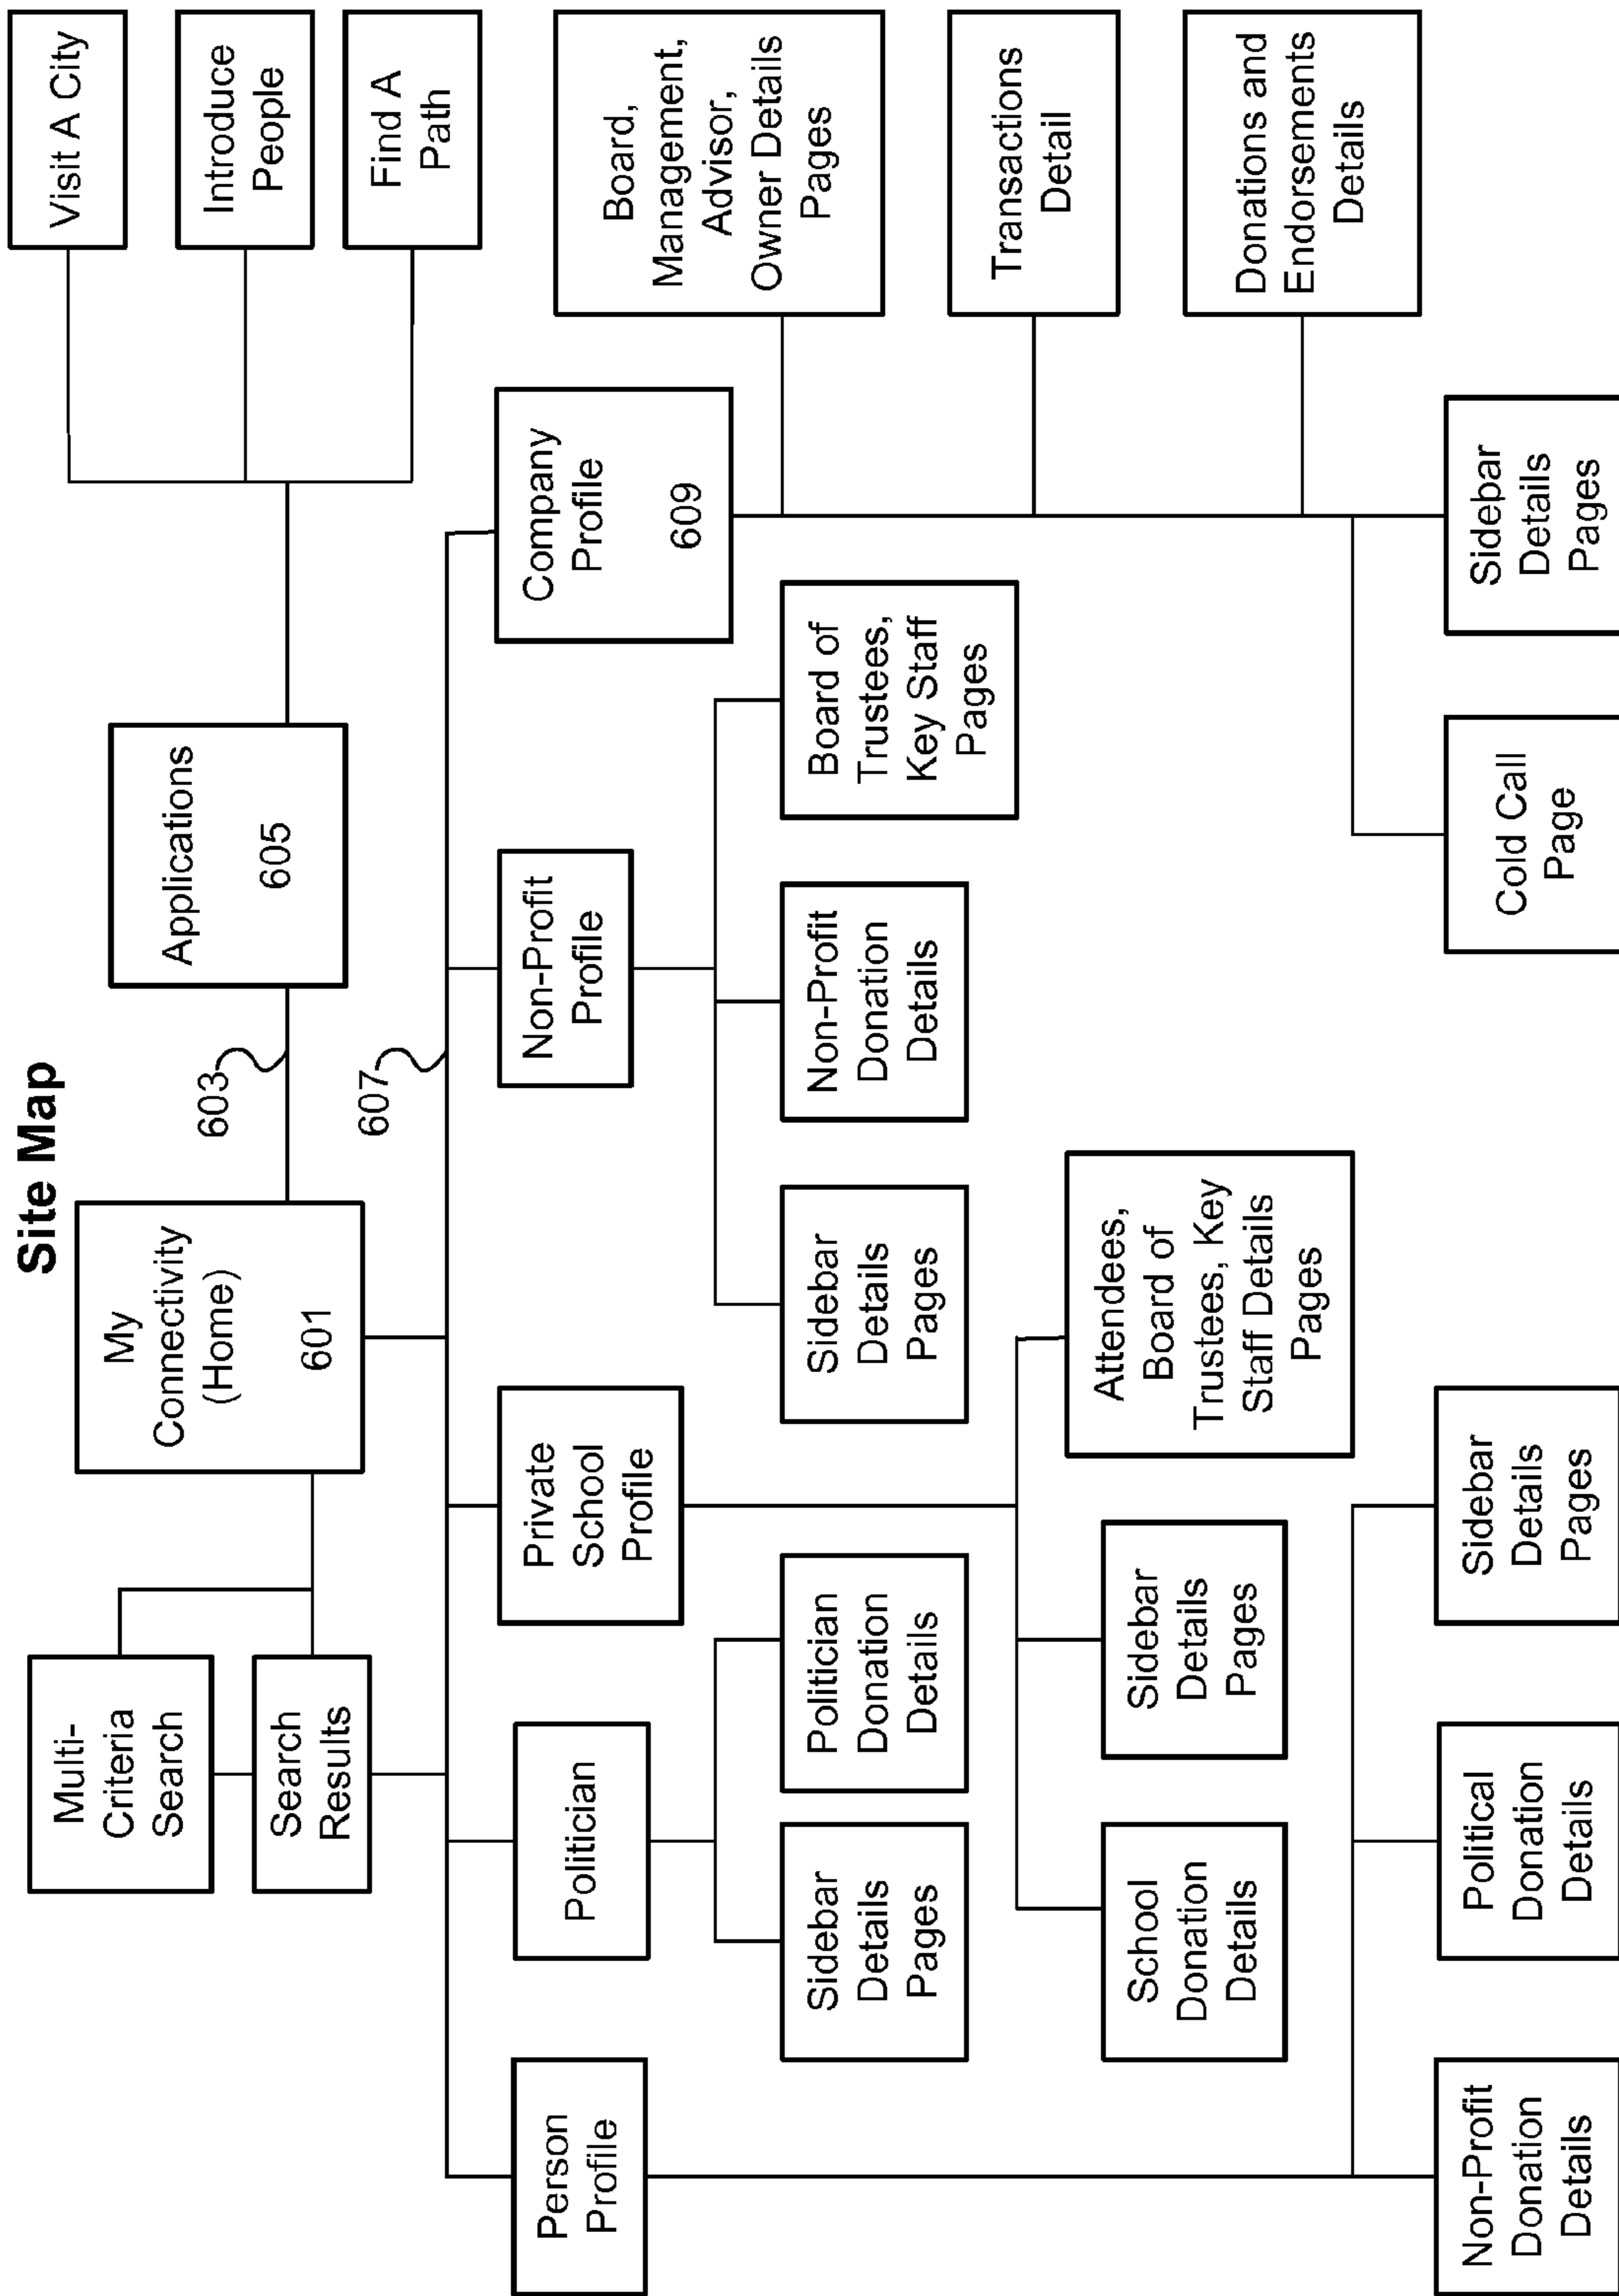 Site Map
Multi-
Criteria
Search
Search
Results
My
Connectivity
(Home)
601
603
Applications
605
Visit A City
Introduce
People
Find A
Path
607
Person
Profile
Politician
Private
School
Profile
Non-Profit
Profile
Company
Profile
609
Sidebar
Details
Pages
Politician
Donation
Details
Sidebar
Details
Pages
Non-Profit
Donation
Details
Board of
Trustees,
Key Staff
Pages
Board,
Management,
Advisor,
Owner Details
Pages
Transactions
Detail
Donations and
Endorsements
Details
School
Donation
Details
Sidebar
Details
Pages
Attendees,
Board of
Trustees, Key
Staff Details
Pages
Non-Profit
Donation
Details
Political
Donation
Details
Sidebar
Details
Pages
Cold Call
Page
Sidebar
Details
Pages